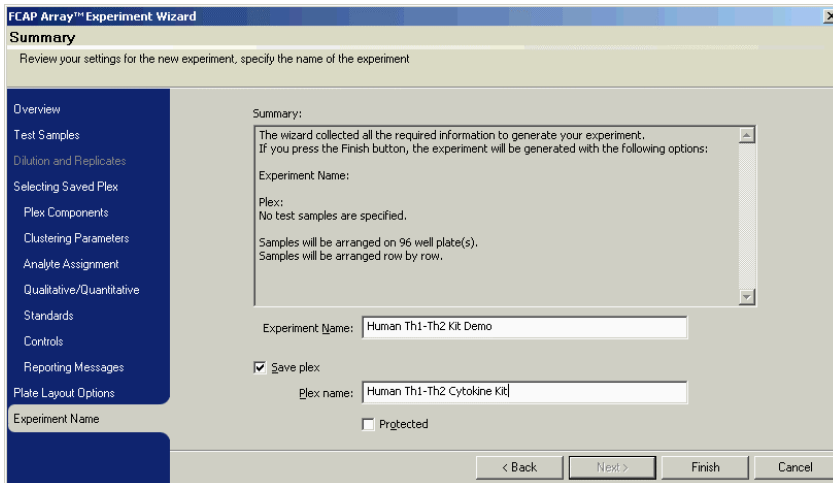 FCAP Array™ Experiment Wizard
Summary
Review your settings for the new experiment, specify the name of the experiment
Overview
Test Samples
Dilution and Replicates
Selecting Saved Plex
Plex Components
Clustering Parameters
Analyte Assignment
Qualitative/Quantitative
Standards
Controls
Reporting Messages
Plate Layout Options
Experiment Name
Summary:
The wizard collected all the required information to generate your experiment.
If you press the Finish button, the experiment will be generated with the following options:
Experiment Name:
Plex:
No test samples are specified.
Samples will be arranged on 96 well plate(s).
Samples will be arranged row by row.
Experiment Name: Human Th1-Th2 Kit Demo
Save plex
Plex name: Human Th1-Th2 Cytokine Kit
Protected
< Back Next > Finish Cancel